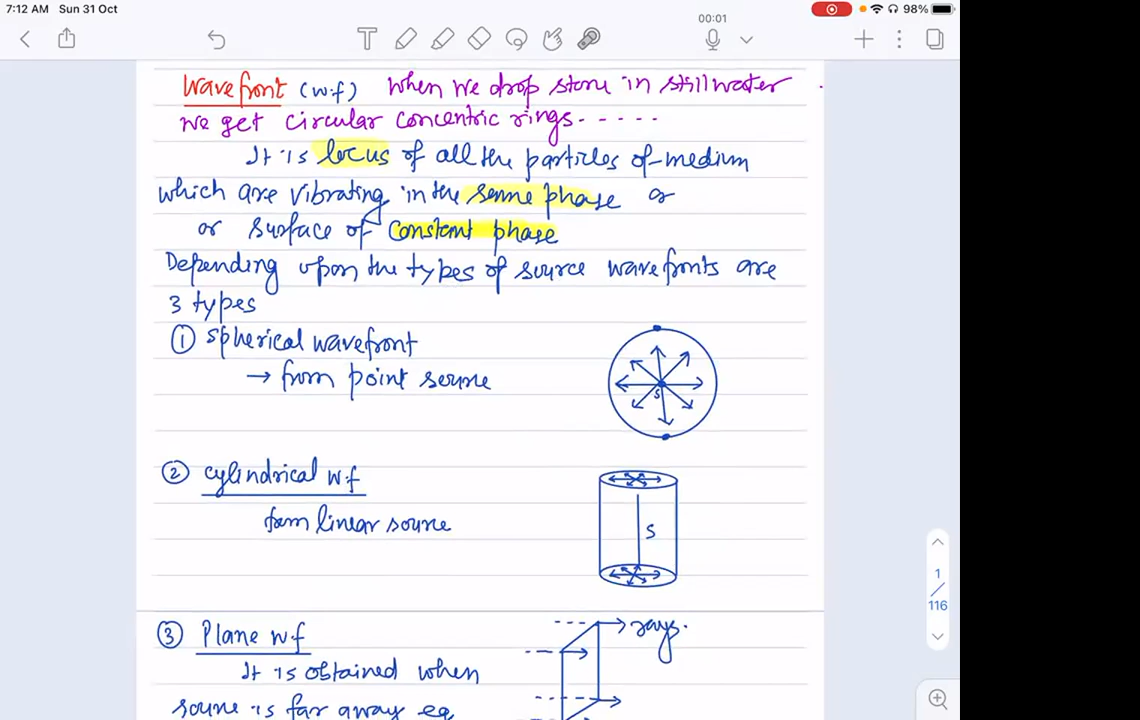 7:12 AM Sun 31 Oct
98%
00:01
Wavefront (w.f) when we drop stone in still water
we get circular concentric rings-----
It is locus of all the particles of medium
which are vibrating in the same phase or
or surface of constant phase
Depending upon the types of source wavefronts are
3 types
① spherical wavefront
→ from point source
S
② cylindrical w.f
from linear source
S
1
/
116
③ Plane w.f
rays.
It is obtained when
source is far away eg